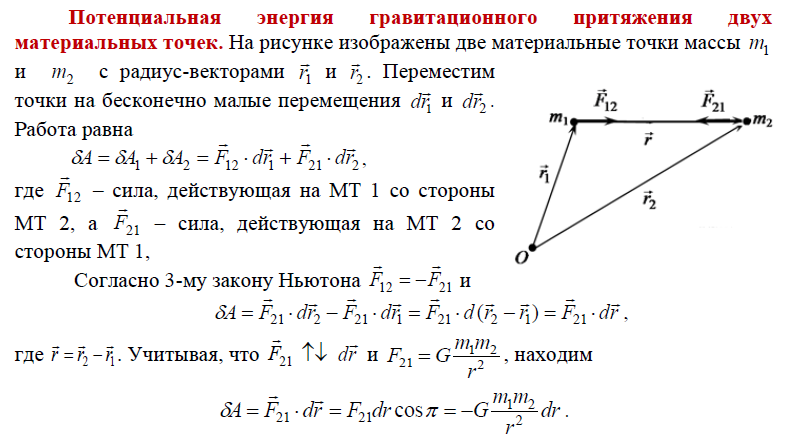 Потенциальная энергия гравитационного притяжения двух
материальных точек. На рисунке изображены две материальные точки массы m₁
и m₂ с радиус-векторами r⃗₁ и r⃗₂. Переместим
точки на бесконечно малые перемещения dr⃗₁ и dr⃗₂.
Работа равна
δA = δA₁ + δA₂ = F⃗₁₂ · dr⃗₁ + F⃗₂₁ · dr⃗₂,
где F⃗₁₂ – сила, действующая на МТ 1 со стороны
МТ 2, а F⃗₂₁ – сила, действующая на МТ 2 со
стороны МТ 1,
F⃗₁₂ F⃗₂₁
m₁ m₂
r⃗
r⃗₁
r⃗₂
O
Согласно 3-му закону Ньютона F⃗₁₂ = −F⃗₂₁ и
δA = F⃗₂₁ · dr⃗₂ − F⃗₂₁ · dr⃗₁ = F⃗₂₁ · d(r⃗₂ − r⃗₁) = F⃗₂₁ · dr⃗ ,
где r⃗ = r⃗₂ − r⃗₁. Учитывая, что F⃗₂₁ ↑↓ dr⃗ и F₂₁ = G m₁m₂/r² , находим
δA = F⃗₂₁ · dr⃗ = F₂₁dr cos π = −G m₁m₂/r² dr .